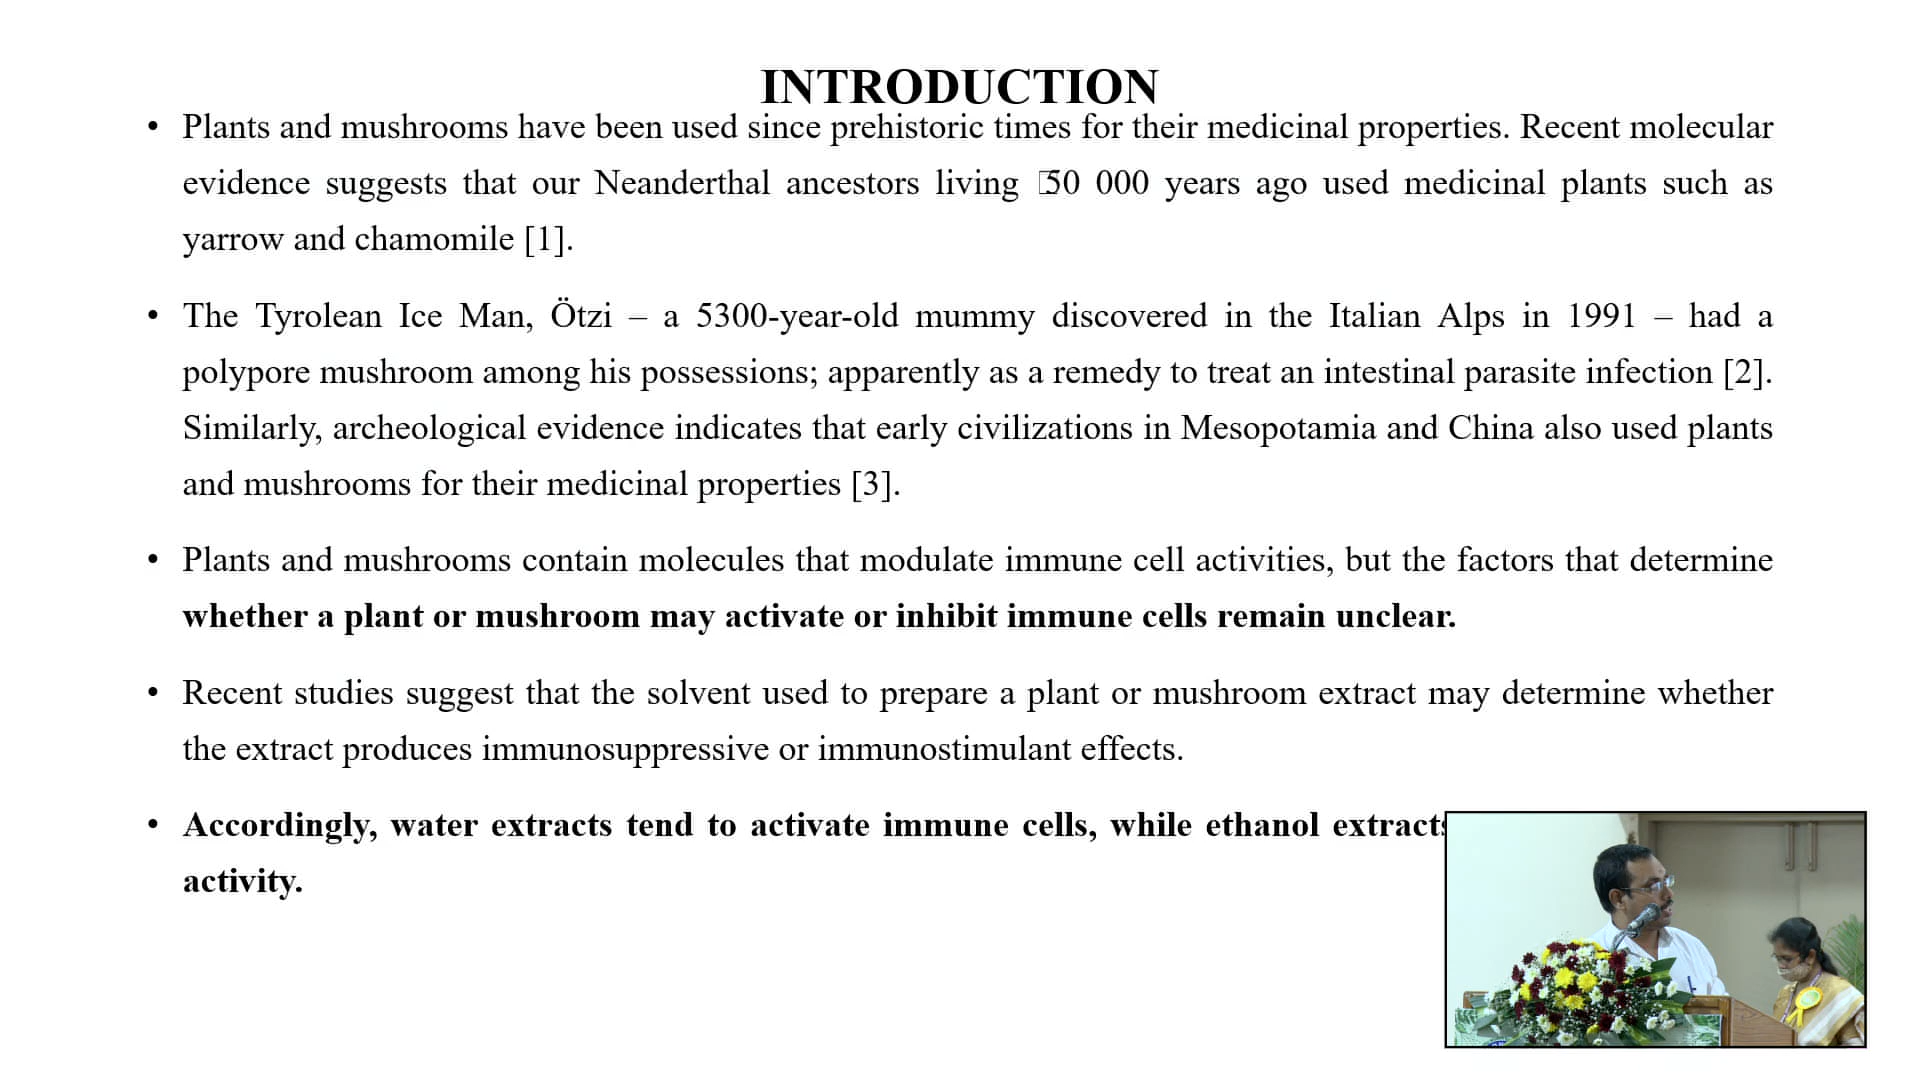 INTRODUCTION
• Plants and mushrooms have been used since prehistoric times for their medicinal properties. Recent molecular
evidence suggests that our Neanderthal ancestors living 50 000 years ago used medicinal plants such as
yarrow and chamomile [1].
• The Tyrolean Ice Man, Ötzi – a 5300-year-old mummy discovered in the Italian Alps in 1991 – had a
polypore mushroom among his possessions; apparently as a remedy to treat an intestinal parasite infection [2].
Similarly, archeological evidence indicates that early civilizations in Mesopotamia and China also used plants
and mushrooms for their medicinal properties [3].
• Plants and mushrooms contain molecules that modulate immune cell activities, but the factors that determine
whether a plant or mushroom may activate or inhibit immune cells remain unclear.
• Recent studies suggest that the solvent used to prepare a plant or mushroom extract may determine whether
the extract produces immunosuppressive or immunostimulant effects.
• Accordingly, water extracts tend to activate immune cells, while ethanol extracts
activity.